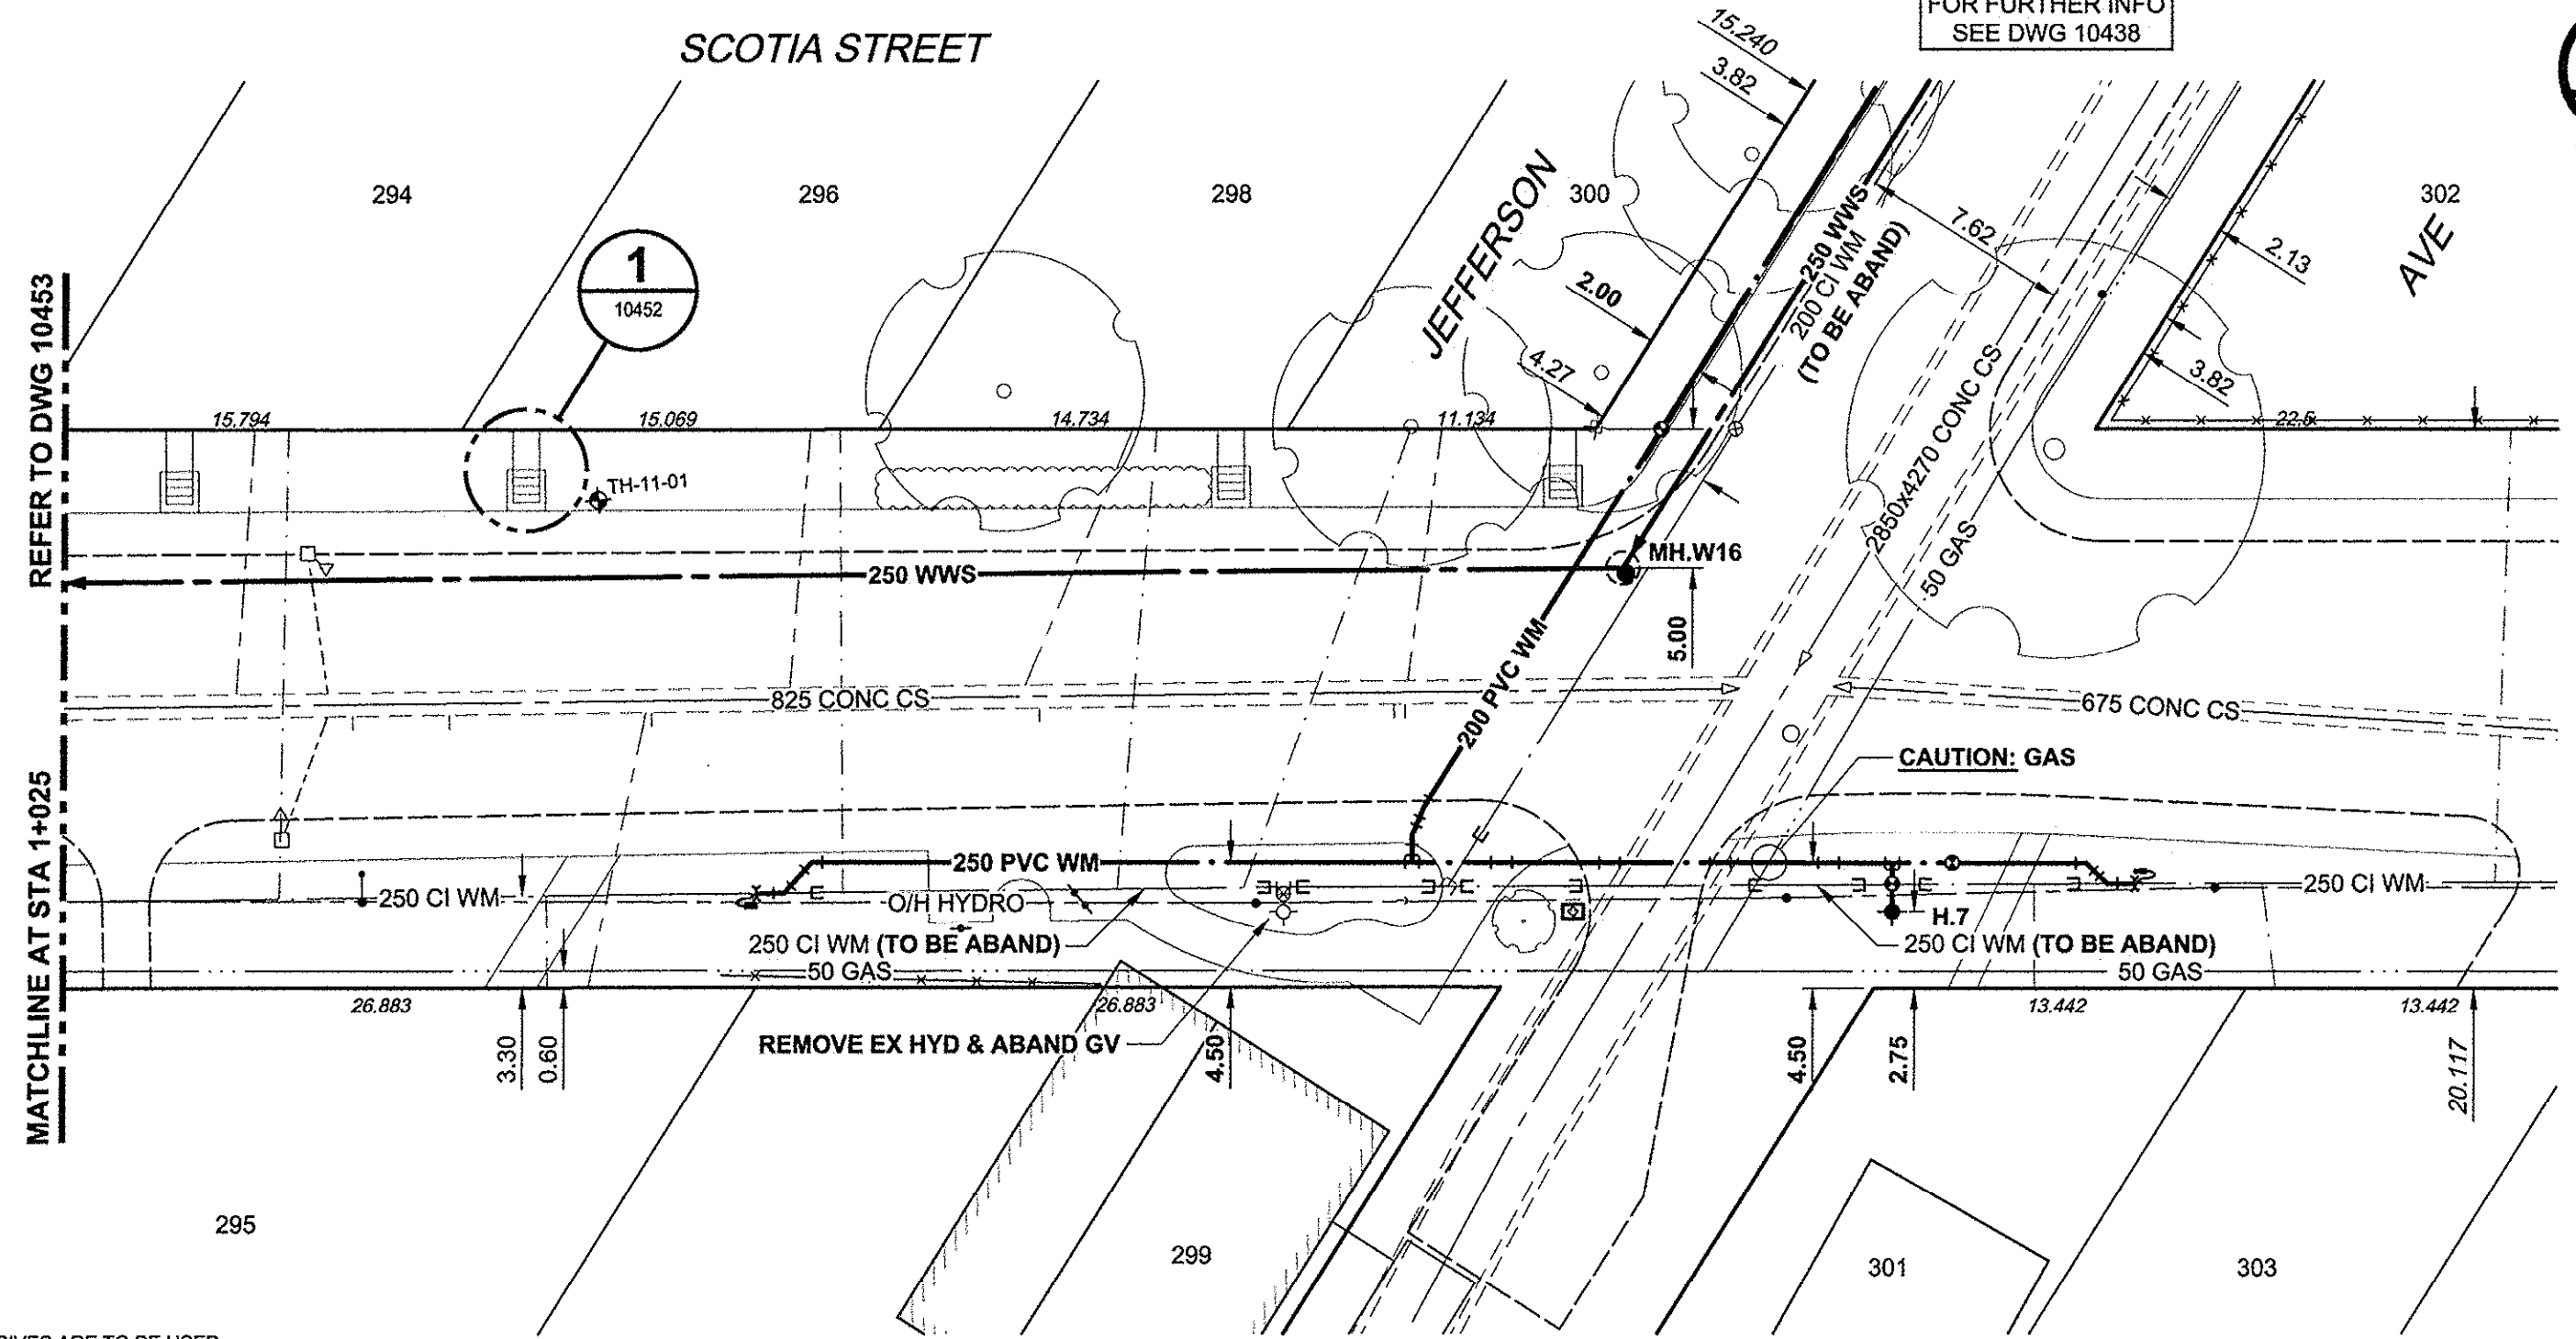 FOR FURTHER INFO
SEE DWG 10438
SCOTIA STREET
15.240
3.82
294
296
298
300
302
JEFFERSON
AVE
1
10452
250 WWS
200 CI WM
(TO BE ABAND)
7.62
2.13
3.82
2.00
4.27
REFER TO DWG 10453
MATCHLINE AT STA 1+025
15.794
15.069
14.734
11.134
22.5
TH-11-01
2850x4270 CONC CS
50 GAS
MH.W16
250 WWS
5.00
200 PVC WM
825 CONC CS
675 CONC CS
CAUTION: GAS
250 PVC WM
250 CI WM
O/H HYDRO
250 CI WM
250 CI WM (TO BE ABAND)
H.7
250 CI WM (TO BE ABAND)
50 GAS
50 GAS
26.883
26.883
13.442
13.442
REMOVE EX HYD & ABAND GV
3.30
0.60
4.50
4.50
2.75
20.117
295
299
301
303